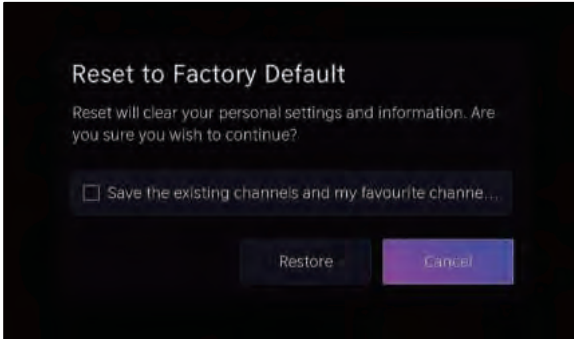 Reset to Factory Default
Reset will clear your personal settings and information. Are
you sure you wish to continue?
Save the existing channels and my favourite channe...
Restore
Cancel